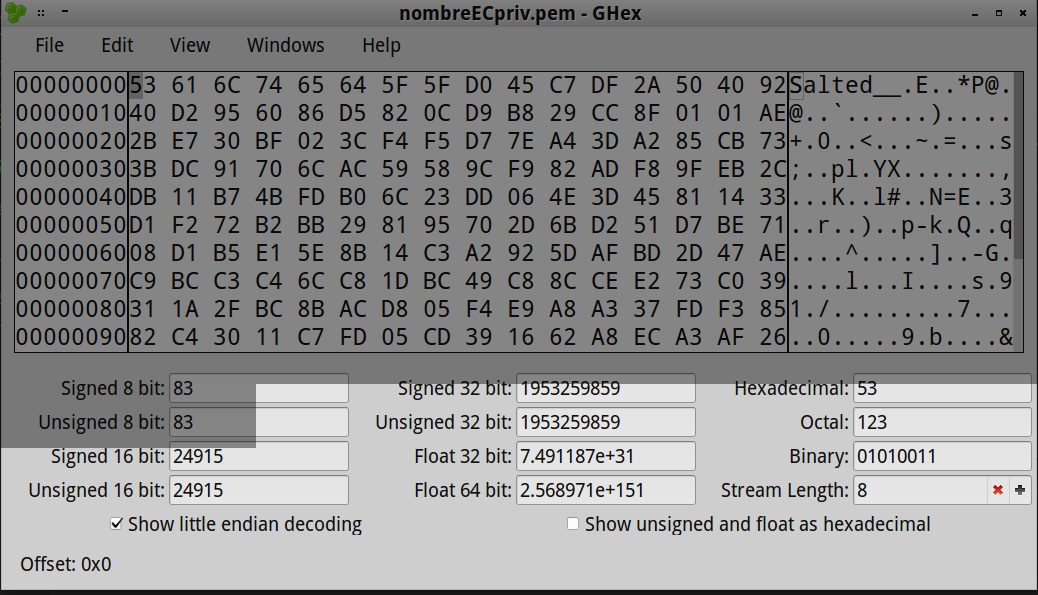 nombreECpriv.pem - GHex
File Edit View Windows Help
00000000 53 61 6C 74 65 64 5F 5F D0 45 C7 DF 2A 50 40 92 Salted__.E..*P@.
00000010 40 D2 95 60 86 D5 82 0C D9 B8 29 CC 8F 01 01 AE @..`......).....
00000020 2B E7 30 BF 02 3C F4 F5 D7 7E A4 3D A2 85 CB 73 +.0..<...~.=...s
00000030 3B DC 91 70 6C AC 59 58 9C F9 82 AD F8 9F EB 2C ;..pl.YX.......,
00000040 DB 11 B7 4B FD B0 6C 23 DD 06 4E 3D 45 81 14 33 ...K..l#..N=E..3
00000050 D1 F2 72 B2 BB 29 81 95 70 2D 6B D2 51 D7 BE 71 ..r..)..p-k.Q..q
00000060 08 D1 B5 E1 5E 8B 14 C3 A2 92 5D AF BD 2D 47 AE ....^.....]..-G.
00000070 C9 BC C3 C4 6C C8 1D BC 49 C8 8C CE E2 73 C0 39 ....l...I....s.9
00000080 31 1A 2F BC 8B AC D8 05 F4 E9 A8 A3 37 FD F3 85 1./.........7...
00000090 82 C4 30 11 C7 FD 05 CD 39 16 62 A8 EC A3 AF 26 ..0.....9.b....&
Signed 8 bit: 83 Signed 32 bit: 1953259859 Hexadecimal: 53
Unsigned 8 bit: 83 Unsigned 32 bit: 1953259859 Octal: 123
Signed 16 bit: 24915 Float 32 bit: 7.491187e+31 Binary: 01010011
Unsigned 16 bit: 24915 Float 64 bit: 2.568971e+151 Stream Length: 8
Show little endian decoding Show unsigned and float as hexadecimal
Offset: 0x0